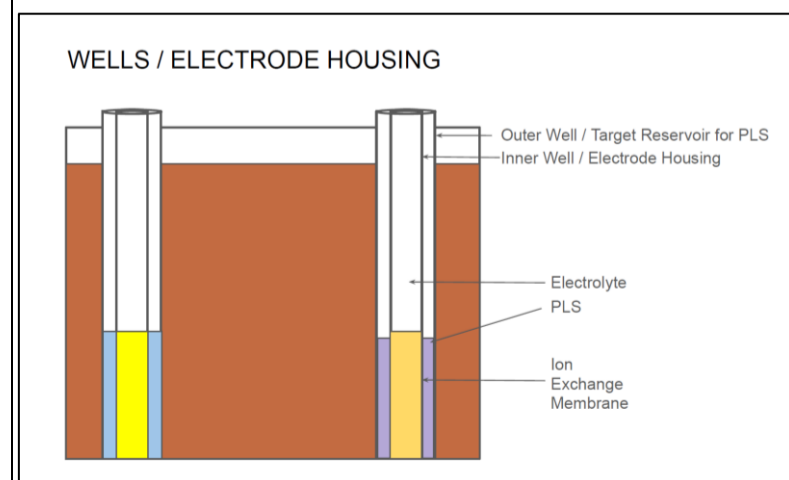 WELLS / ELECTRODE HOUSING
Outer Well / Target Reservoir for PLS
Inner Well / Electrode Housing
Electrolyte
PLS
Ion
Exchange
Membrane